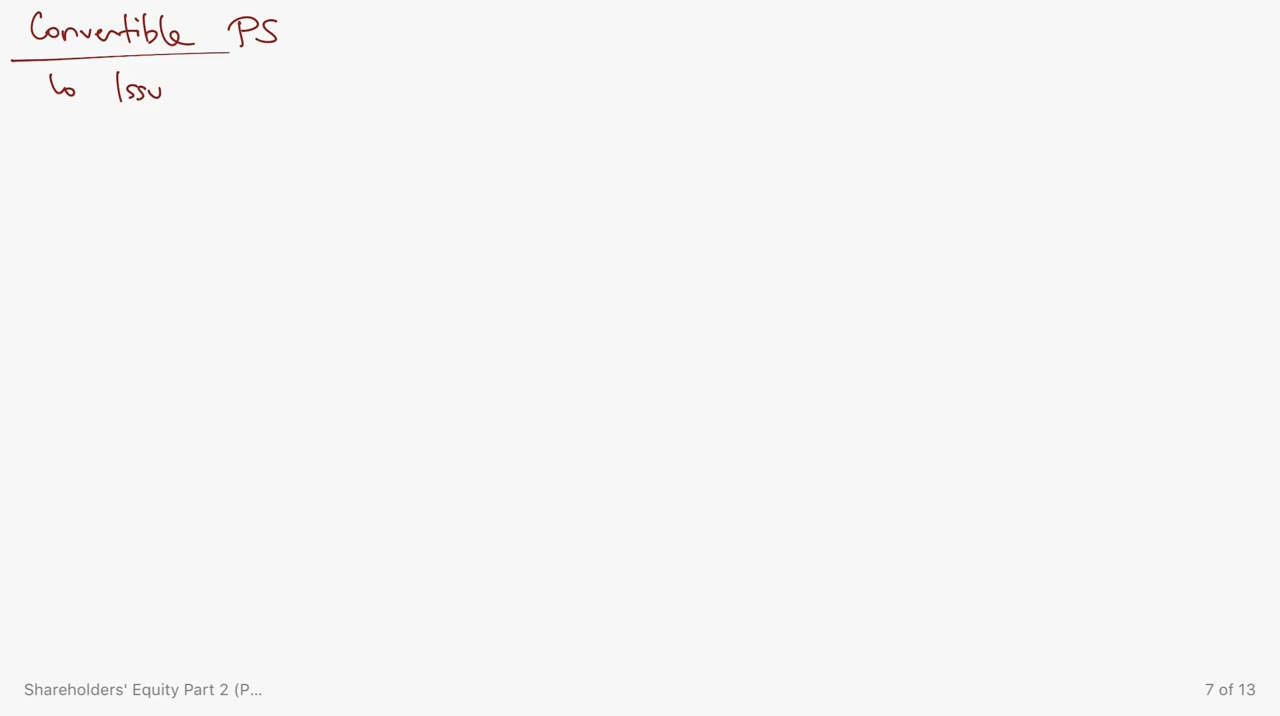 Convertible PS
↳ Issu
Shareholders' Equity Part 2 (P...
7 of 13